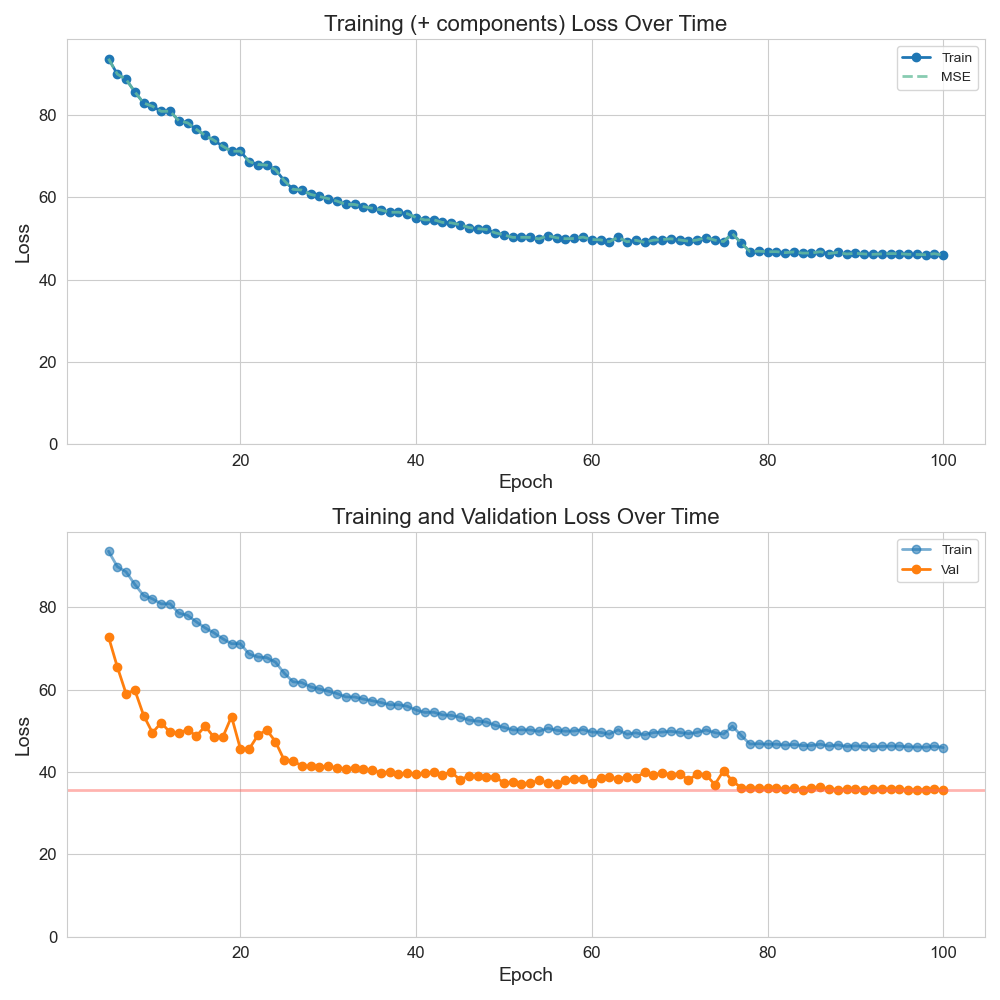 Training (+ components) Loss Over Time
Train
MSE
80
60
40
20
0
Loss
20 40 60 80 100
Epoch
Training and Validation Loss Over Time
Train
Val
80
60
40
20
0
Loss
20 40 60 80 100
Epoch